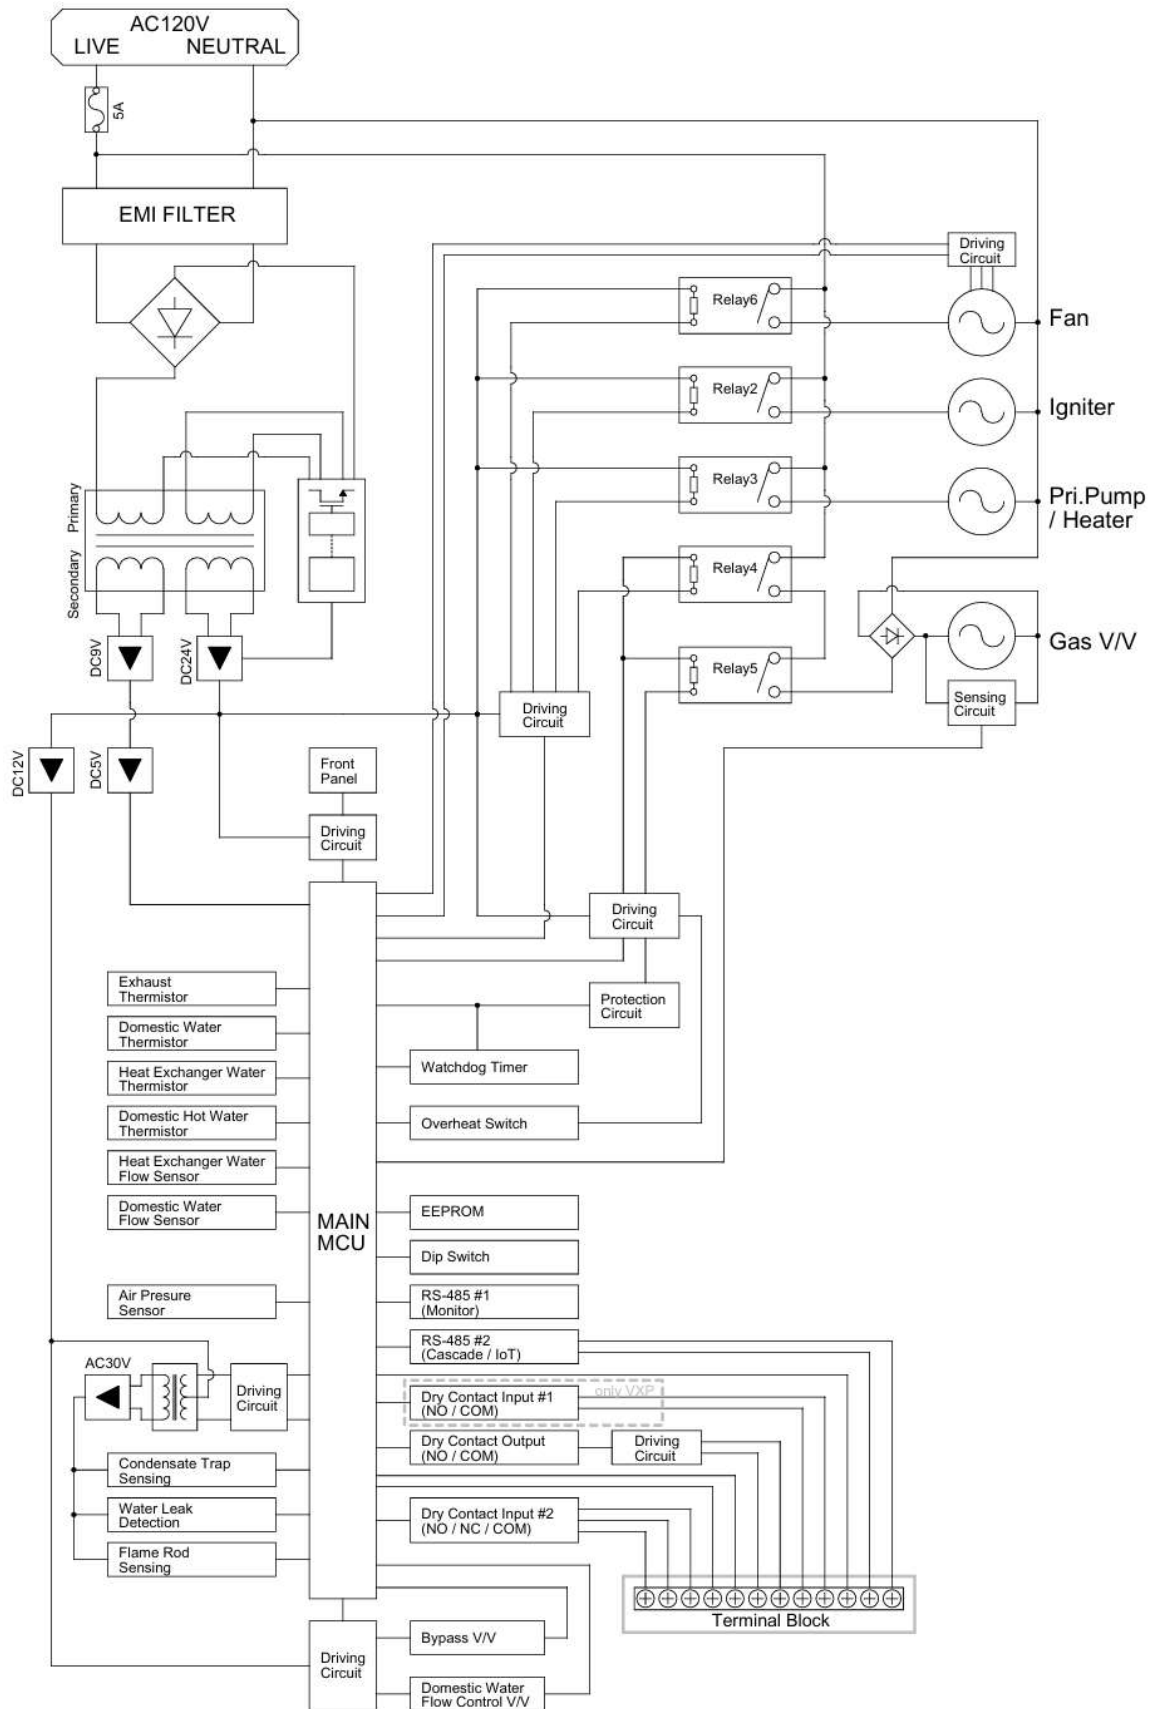 AC120V
LIVE NEUTRAL
5A
EMI FILTER
Driving
Circuit
Relay6
Fan
Relay2
Igniter
Relay3
Pri.Pump
/ Heater
Primary
Secondary
Relay4
Gas V/V
Relay5
Sensing
Circuit
DC9V
DC24V
Driving
Circuit
DC12V
DC5V
Front
Panel
Driving
Circuit
Driving
Circuit
Exhaust
Thermistor
Protection
Circuit
Domestic Water
Thermistor
Watchdog Timer
Heat Exchanger Water
Thermistor
Domestic Hot Water
Thermistor
Overheat Switch
Heat Exchanger Water
Flow Sensor
Domestic Water
Flow Sensor
MAIN
MCU
EEPROM
Dip Switch
Air Presure
Sensor
RS-485 #1
(Monitor)
RS-485 #2
(Cascade / IoT)
AC30V
Driving
Circuit
only VXP
Dry Contact Input #1
(NO / COM)
Dry Contact Output
(NO / COM)
Driving
Circuit
Condensate Trap
Sensing
Water Leak
Detection
Dry Contact Input #2
(NO / NC / COM)
Flame Rod
Sensing
Terminal Block
Bypass V/V
Driving
Circuit
Domestic Water
Flow Control V/V